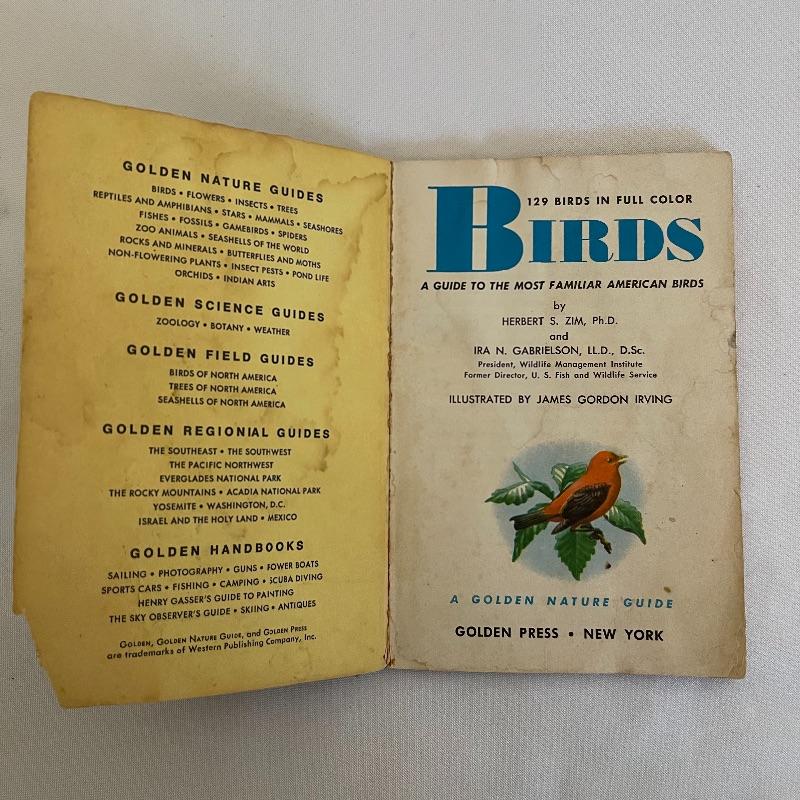 GOLDEN NATURE GUIDES
BIRDS • FLOWERS • INSECTS • TREES
REPTILES AND AMPHIBIANS • STARS • MAMMALS • SEASHORES
FISHES • FOSSILS • GAMEBIRDS • SPIDERS
ZOO ANIMALS • SEASHELLS OF THE WORLD
ROCKS AND MINERALS • BUTTERFLIES AND MOTHS
NON-FLOWERING PLANTS • INSECT PESTS • POND LIFE
ORCHIDS • INDIAN ARTS
GOLDEN SCIENCE GUIDES
ZOOLOGY • BOTANY • WEATHER
GOLDEN FIELD GUIDES
BIRDS OF NORTH AMERICA
TREES OF NORTH AMERICA
SEASHELLS OF NORTH AMERICA
GOLDEN REGIONIAL GUIDES
THE SOUTHEAST • THE SOUTHWEST
THE PACIFIC NORTHWEST
EVERGLADES NATIONAL PARK
THE ROCKY MOUNTAINS • ACADIA NATIONAL PARK
YOSEMITE • WASHINGTON, D.C.
ISRAEL AND THE HOLY LAND • MEXICO
GOLDEN HANDBOOKS
SAILING • PHOTOGRAPHY • GUNS • POWER BOATS
SPORTS CARS • FISHING • CAMPING • SCUBA DIVING
HENRY GASSER'S GUIDE TO PAINTING
THE SKY OBSERVER'S GUIDE • SKIING • ANTIQUES
GOLDEN, GOLDEN NATURE GUIDE, and GOLDEN PRESS
are trademarks of Western Publishing Company, Inc.
129 BIRDS IN FULL COLOR
BIRDS
A GUIDE TO THE MOST FAMILIAR AMERICAN BIRDS
by
HERBERT S. ZIM, Ph.D.
and
IRA N. GABRIELSON, LL.D., D.Sc.
President, Wildlife Management Institute
Former Director, U. S. Fish and Wildlife Service
ILLUSTRATED BY JAMES GORDON IRVING
A GOLDEN NATURE GUIDE
GOLDEN PRESS • NEW YORK